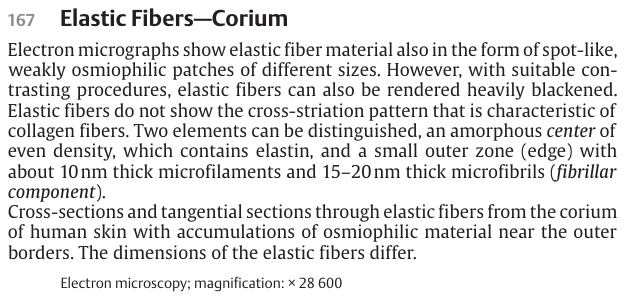 167 Elastic Fibers—Corium
Electron micrographs show elastic fiber material also in the form of spot-like,
weakly osmiophilic patches of different sizes. However, with suitable con-
trasting procedures, elastic fibers can also be rendered heavily blackened.
Elastic fibers do not show the cross-striation pattern that is characteristic of
collagen fibers. Two elements can be distinguished, an amorphous center of
even density, which contains elastin, and a small outer zone (edge) with
about 10 nm thick microfilaments and 15–20 nm thick microfibrils (fibrillar
component).
Cross-sections and tangential sections through elastic fibers from the corium
of human skin with accumulations of osmiophilic material near the outer
borders. The dimensions of the elastic fibers differ.
Electron microscopy; magnification: × 28 600